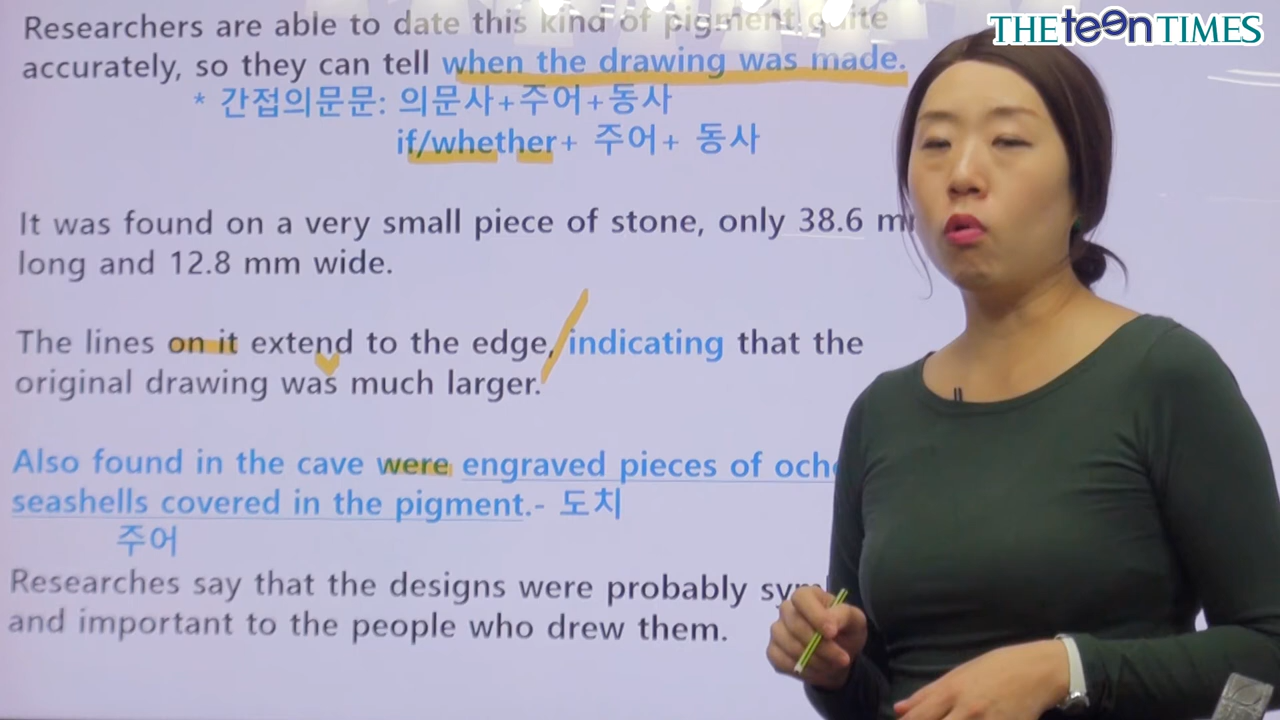 THE teen TIMES
Researchers are able to date this kind of pigment quite
accurately, so they can tell when the drawing was made.
* 간접의문문: 의문사+주어+동사
if/whether+ 주어+ 동사
It was found on a very small piece of stone, only 38.6
long and 12.8 mm wide.
The lines on it extend to the edge, indicating that the
original drawing was much larger.
Also found in the cave were engraved pieces of
seashells covered in the pigment.- 도치
주어
Researches say that the designs were probably
and important to the people who drew them.